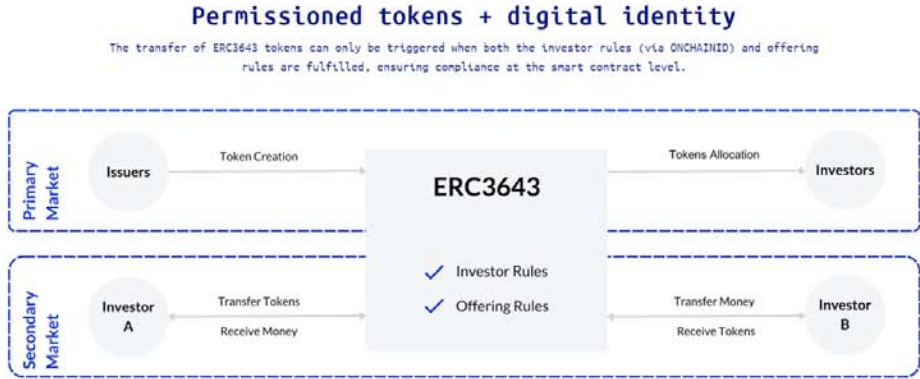 Permissioned tokens + digital identity
The transfer of ERC3643 tokens can only be triggered when both the investor rules (via ONCHAINID) and offering
rules are fulfilled, ensuring compliance at the smart contract level.
Primary
Market
Issuers
Token Creation
ERC3643
Tokens Allocation
Investors
Investor Rules
Offering Rules
Secondary
Market
Investor
A
Transfer Tokens
Receive Money
Transfer Money
Receive Tokens
Investor
B